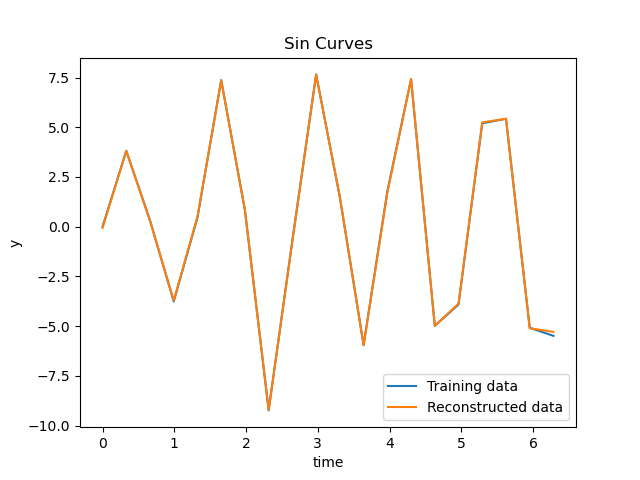 Sin Curves
7.5
5.0
2.5
0.0
−2.5
−5.0
−7.5
−10.0
y
0 1 2 3 4 5 6
time
Training data
Reconstructed data